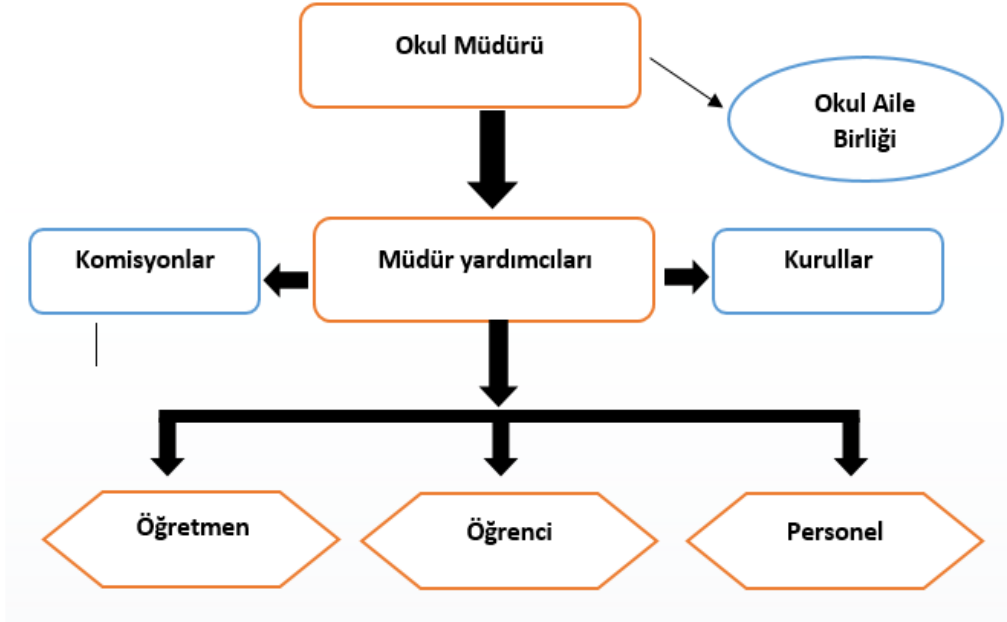 Okul Müdürü
Okul Aile
Birliği
Komisyonlar
Müdür yardımcıları
Kurullar
Öğretmen
Öğrenci
Personel